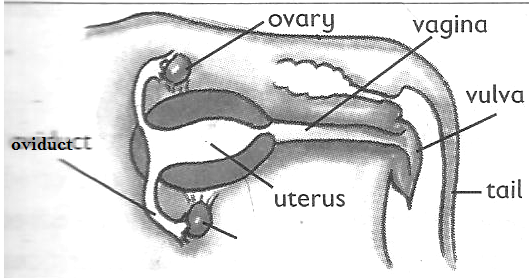 ovary
vagina
vulva
oviduct
uterus
tail